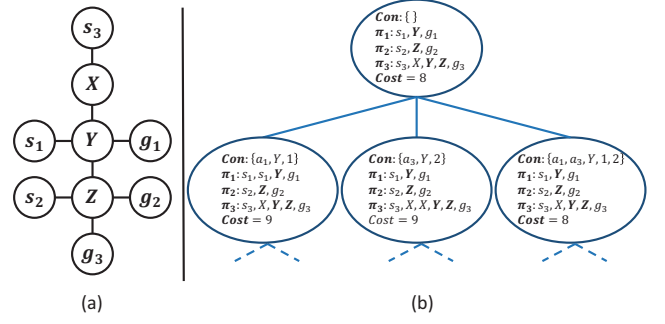 s₃
X
s₁ Y g₁
s₂ Z g₂
g₃
(a)
Con: { }
π₁: s₁, Y, g₁
π₂: s₂, Z, g₂
π₃: s₃, X, Y, Z, g₃
Cost = 8
Con: {a₁, Y, 1}
π₁: s₁, s₁, Y, g₁
π₂: s₂, Z, g₂
π₃: s₃, X, Y, Z, g₃
Cost = 9
Con: {a₃, Y, 2}
π₁: s₁, Y, g₁
π₂: s₂, Z, g₂
π₃: s₃, X, X, Y, Z, g₃
Cost = 9
Con: {a₁, a₃, Y, 1, 2}
π₁: s₁, Y, g₁
π₂: s₂, Z, g₂
π₃: s₃, X, Y, Z, g₃
Cost = 8
(b)